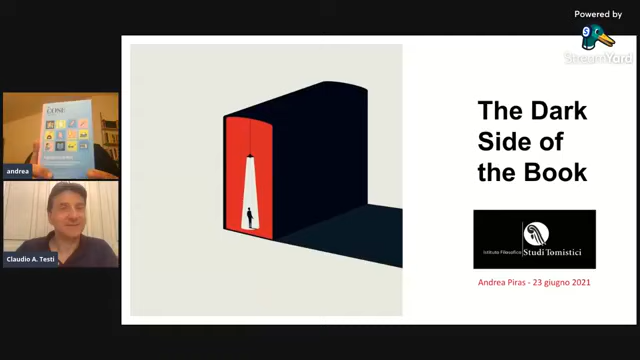 Powered by
StreamYard
COSE
andrea
Claudio A. Testi
The Dark
Side of
the Book
Istituto Filosofico Studi Tomistici
Andrea Piras - 23 giugno 2021